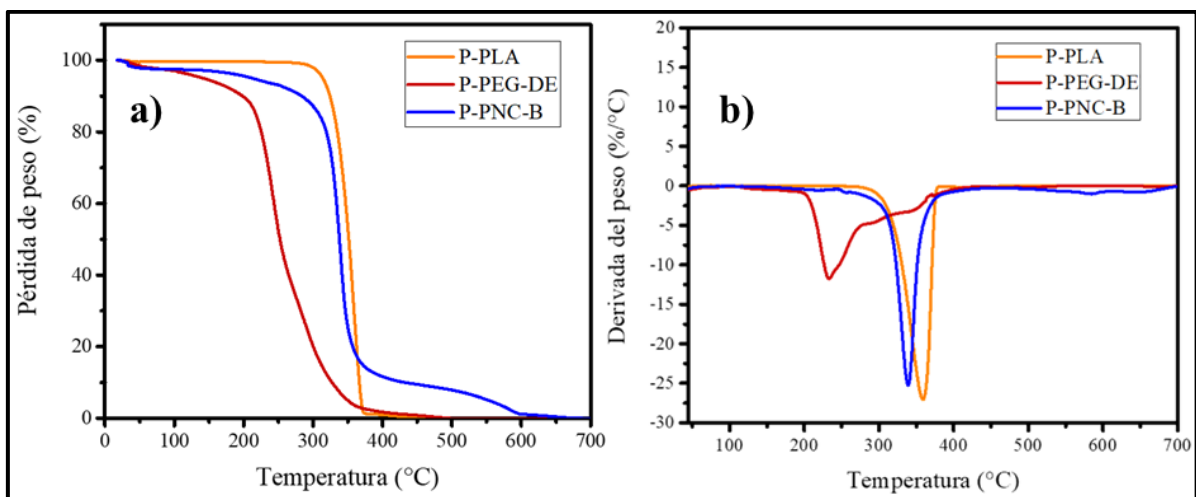 a)
P-PLA
P-PEG-DE
P-PNC-B
Pérdida de peso (%)
100
80
60
40
20
0
0 100 200 300 400 500 600 700
Temperatura (°C)
b)
P-PLA
P-PEG-DE
P-PNC-B
Derivada del peso (%/°C)
20
15
10
5
0
-5
-10
-15
-20
-25
-30
100 200 300 400 500 600 700
Temperatura (°C)